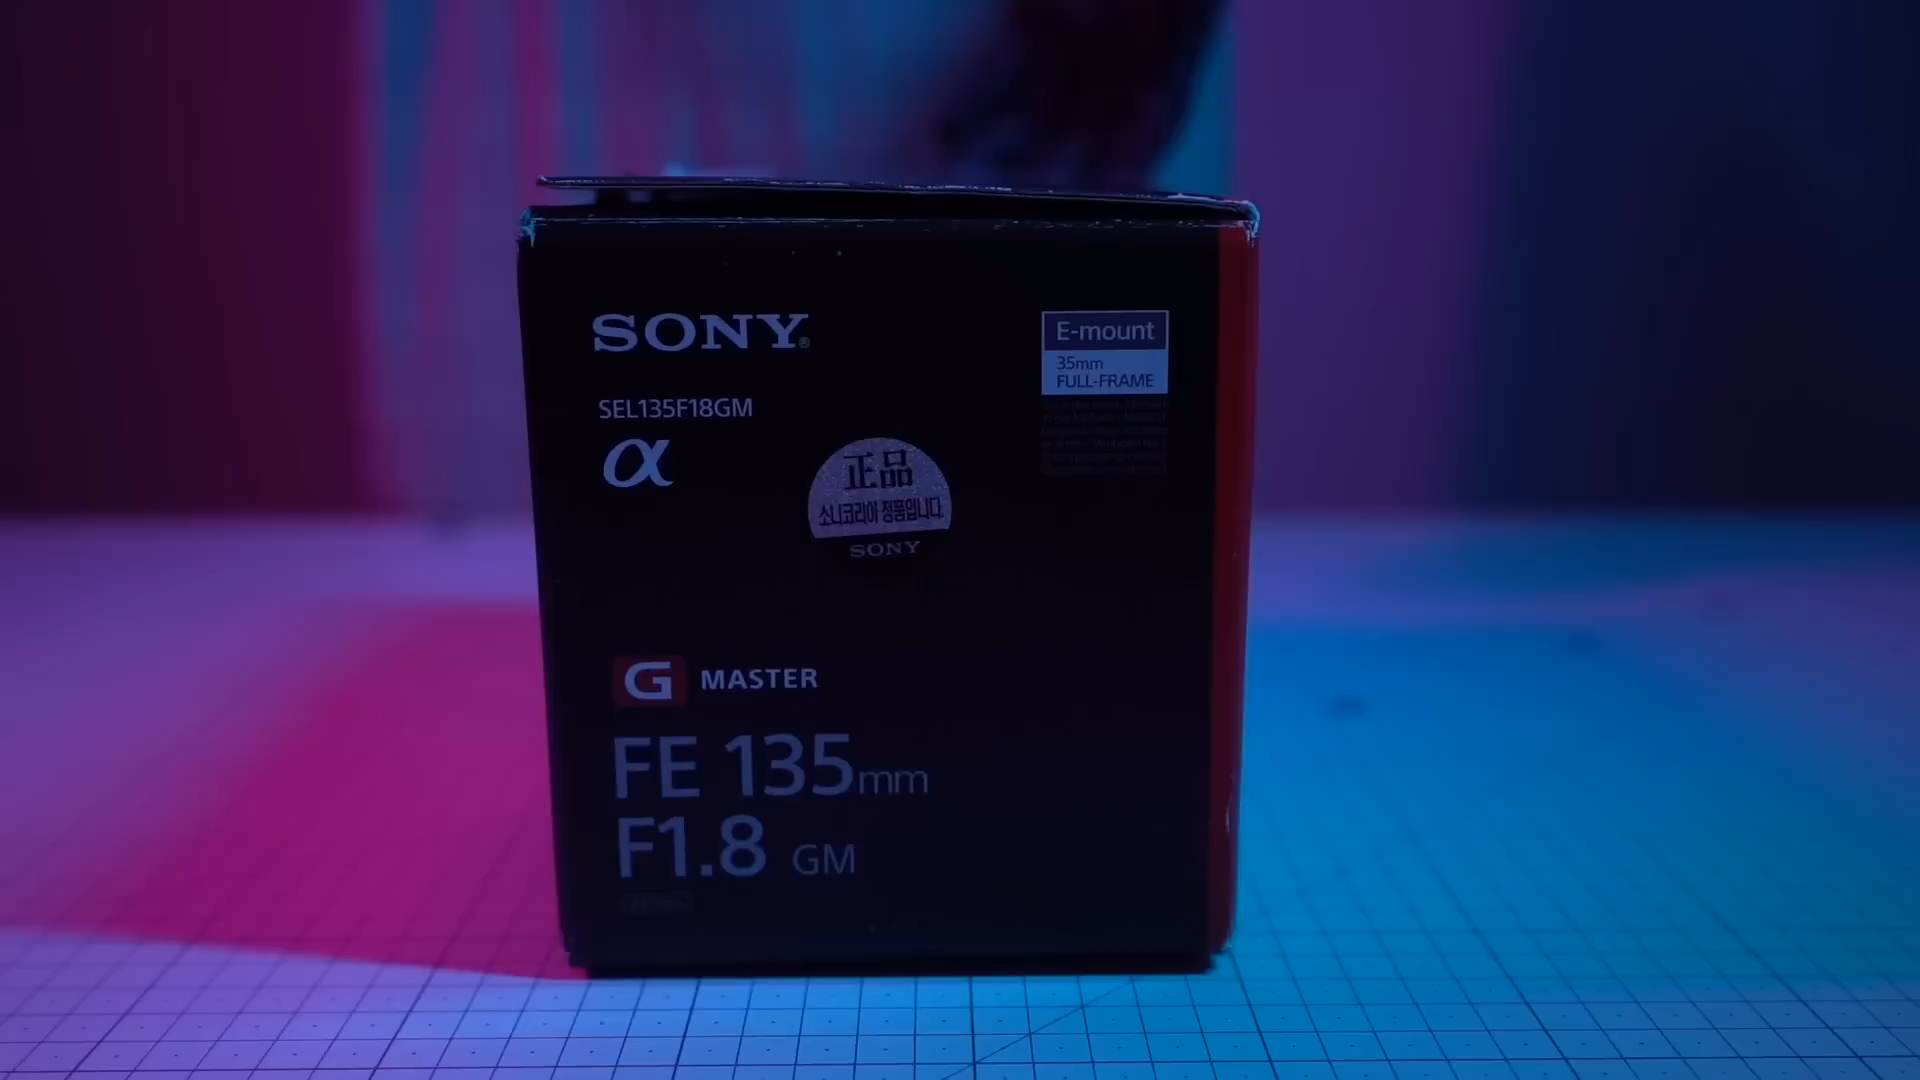 SONY®
E-mount
35mm
FULL-FRAME
SEL135F18GM
α
正品
소니코리아 정품입니다.
SONY
G MASTER
FE 135mm
F1.8 GM